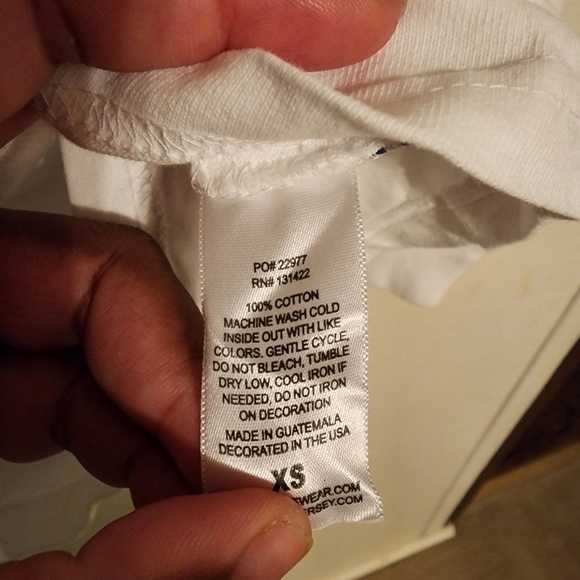 PO# 22977
RN# 131422
100% COTTON
MACHINE WASH COLD
INSIDE OUT WITH LIKE
COLORS, GENTLE CYCLE,
DO NOT BLEACH, TUMBLE
DRY LOW, COOL IRON IF
NEEDED, DO NOT IRON
ON DECORATION
MADE IN GUATEMALA
DECORATED IN THE USA
XS